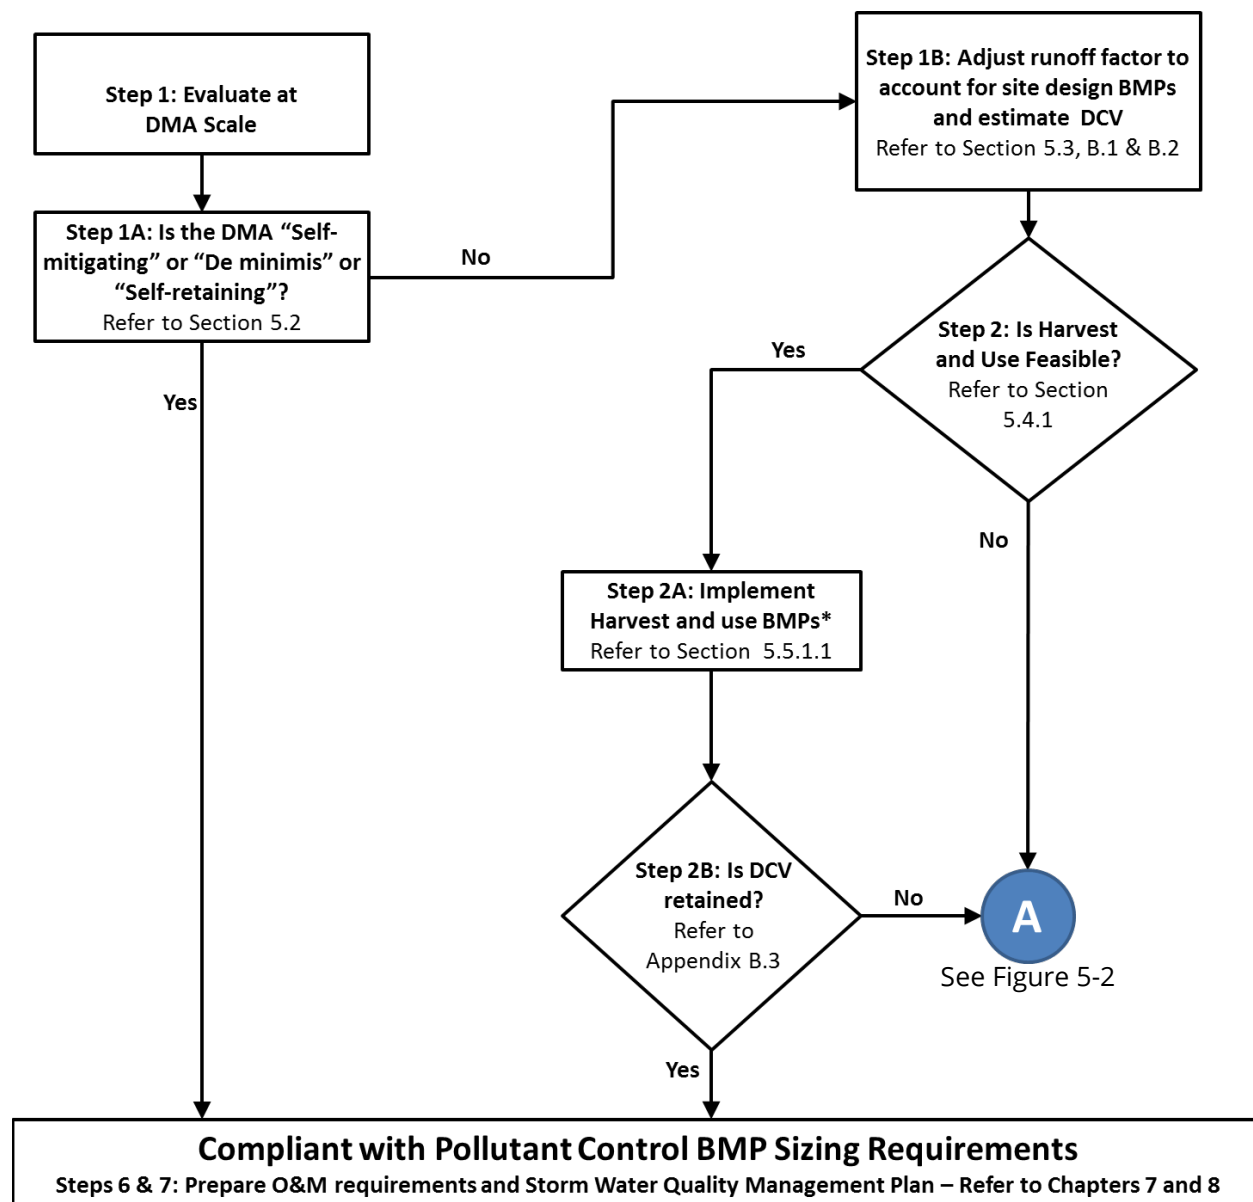 Step 1: Evaluate at
DMA Scale
Step 1A: Is the DMA “Self-
mitigating” or “De minimis” or
“Self-retaining”?
Refer to Section 5.2
No
Yes
Step 1B: Adjust runoff factor to
account for site design BMPs
and estimate DCV
Refer to Section 5.3, B.1 & B.2
Step 2: Is Harvest
and Use Feasible?
Refer to Section
5.4.1
Yes
No
Step 2A: Implement
Harvest and use BMPs*
Refer to Section 5.5.1.1
Step 2B: Is DCV
retained?
Refer to
Appendix B.3
No
A
See Figure 5-2
Yes
Compliant with Pollutant Control BMP Sizing Requirements
Steps 6 & 7: Prepare O&M requirements and Storm Water Quality Management Plan – Refer to Chapters 7 and 8